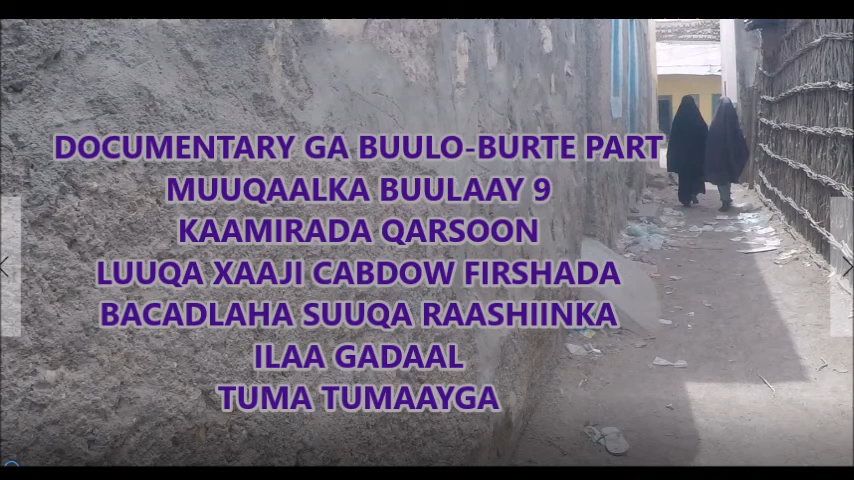 DOCUMENTARY GA BUULO-BURTE PART
MUUQAALKA BUULAAY 9
KAAMIRADA QARSOON
LUUQA XAAJI CABDOW FIRSHADA
BACADLAHA SUUQA RAASHIINKA
ILAA GADAAL
TUMA TUMAAYGA